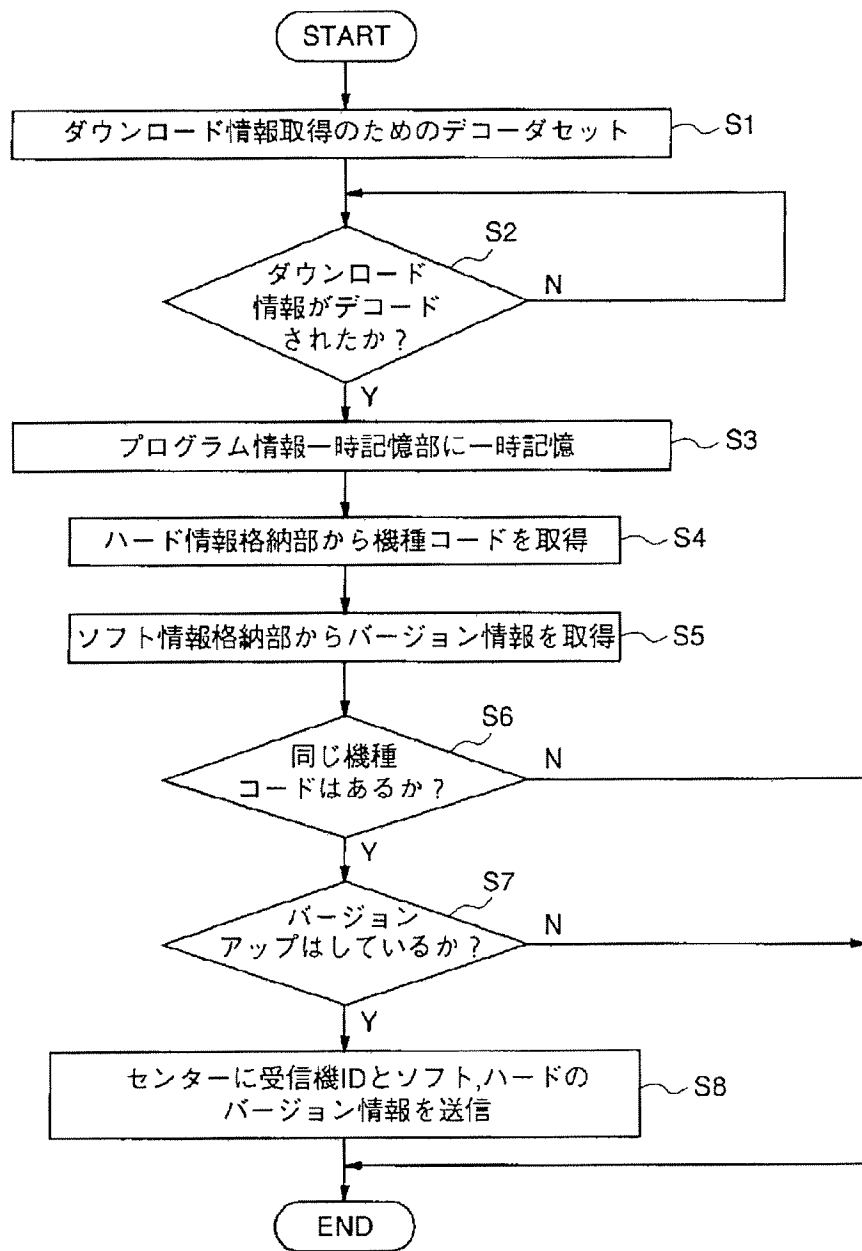 START
ダウンロード情報取得のためのデコーダセット
S1
S2
ダウンロード
情報がデコード
されたか？
N
Y
プログラム情報一時記憶部に一時記憶
S3
ハード情報格納部から機種コードを取得
S4
ソフト情報格納部からバージョン情報を取得
S5
S6
同じ機種
コードはあるか？
N
Y
S7
バージョン
アップはしているか？
N
Y
センターに受信機IDとソフト,ハードの
バージョン情報を送信
S8
END